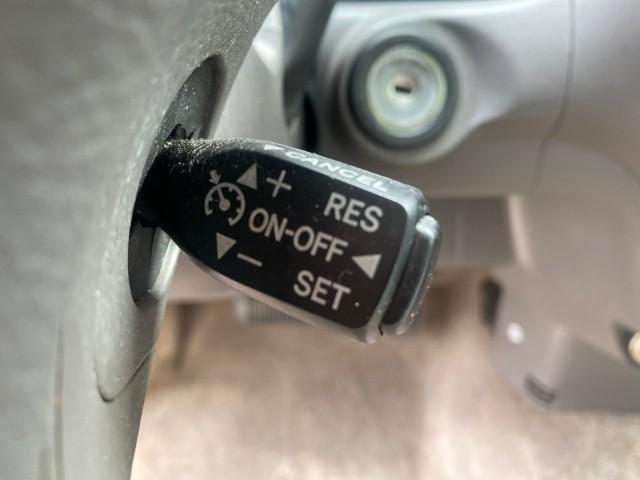 CANCEL
+ RES
ON-OFF
- SET